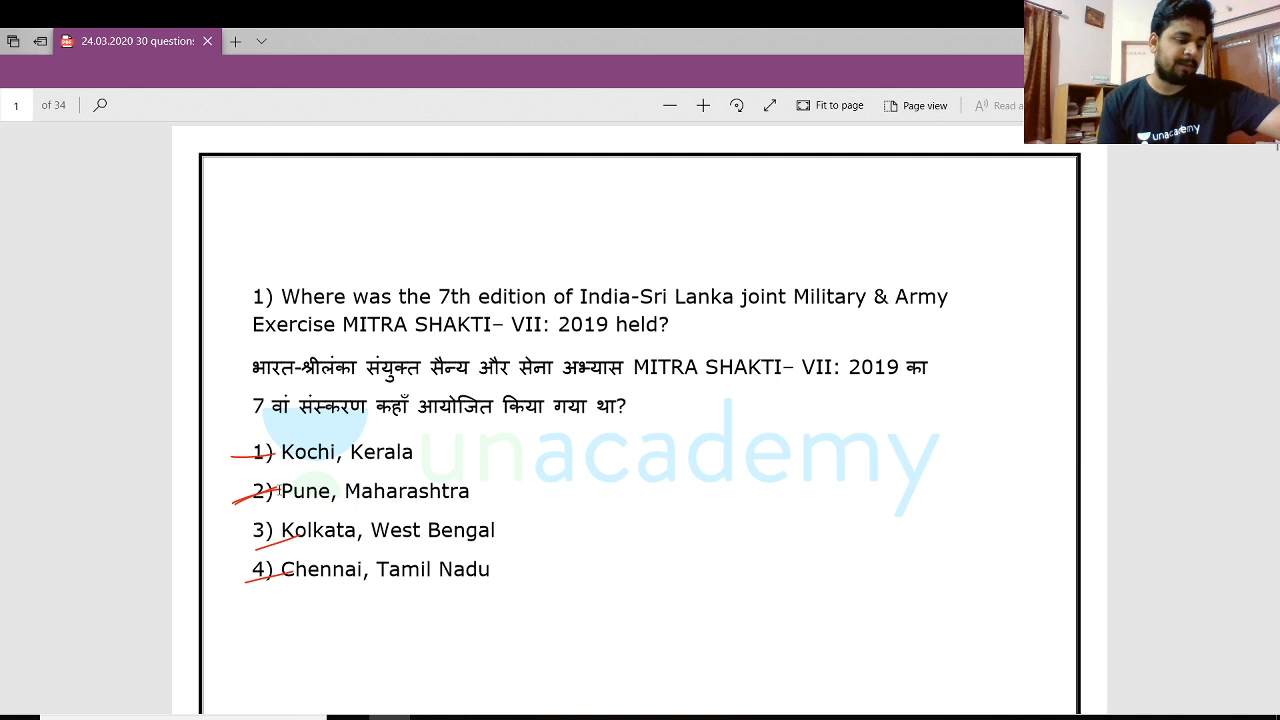 24.03.2020 30 questions
1 of 34
Fit to page
Page view
Read a
unacademy
1) Where was the 7th edition of India-Sri Lanka joint Military & Army
Exercise MITRA SHAKTI– VII: 2019 held?
भारत-श्रीलंका संयुक्त सैन्य और सेना अभ्यास MITRA SHAKTI– VII: 2019 का
7 वां संस्करण कहाँ आयोजित किया गया था?
unacademy
1) Kochi, Kerala
2) Pune, Maharashtra
3) Kolkata, West Bengal
4) Chennai, Tamil Nadu